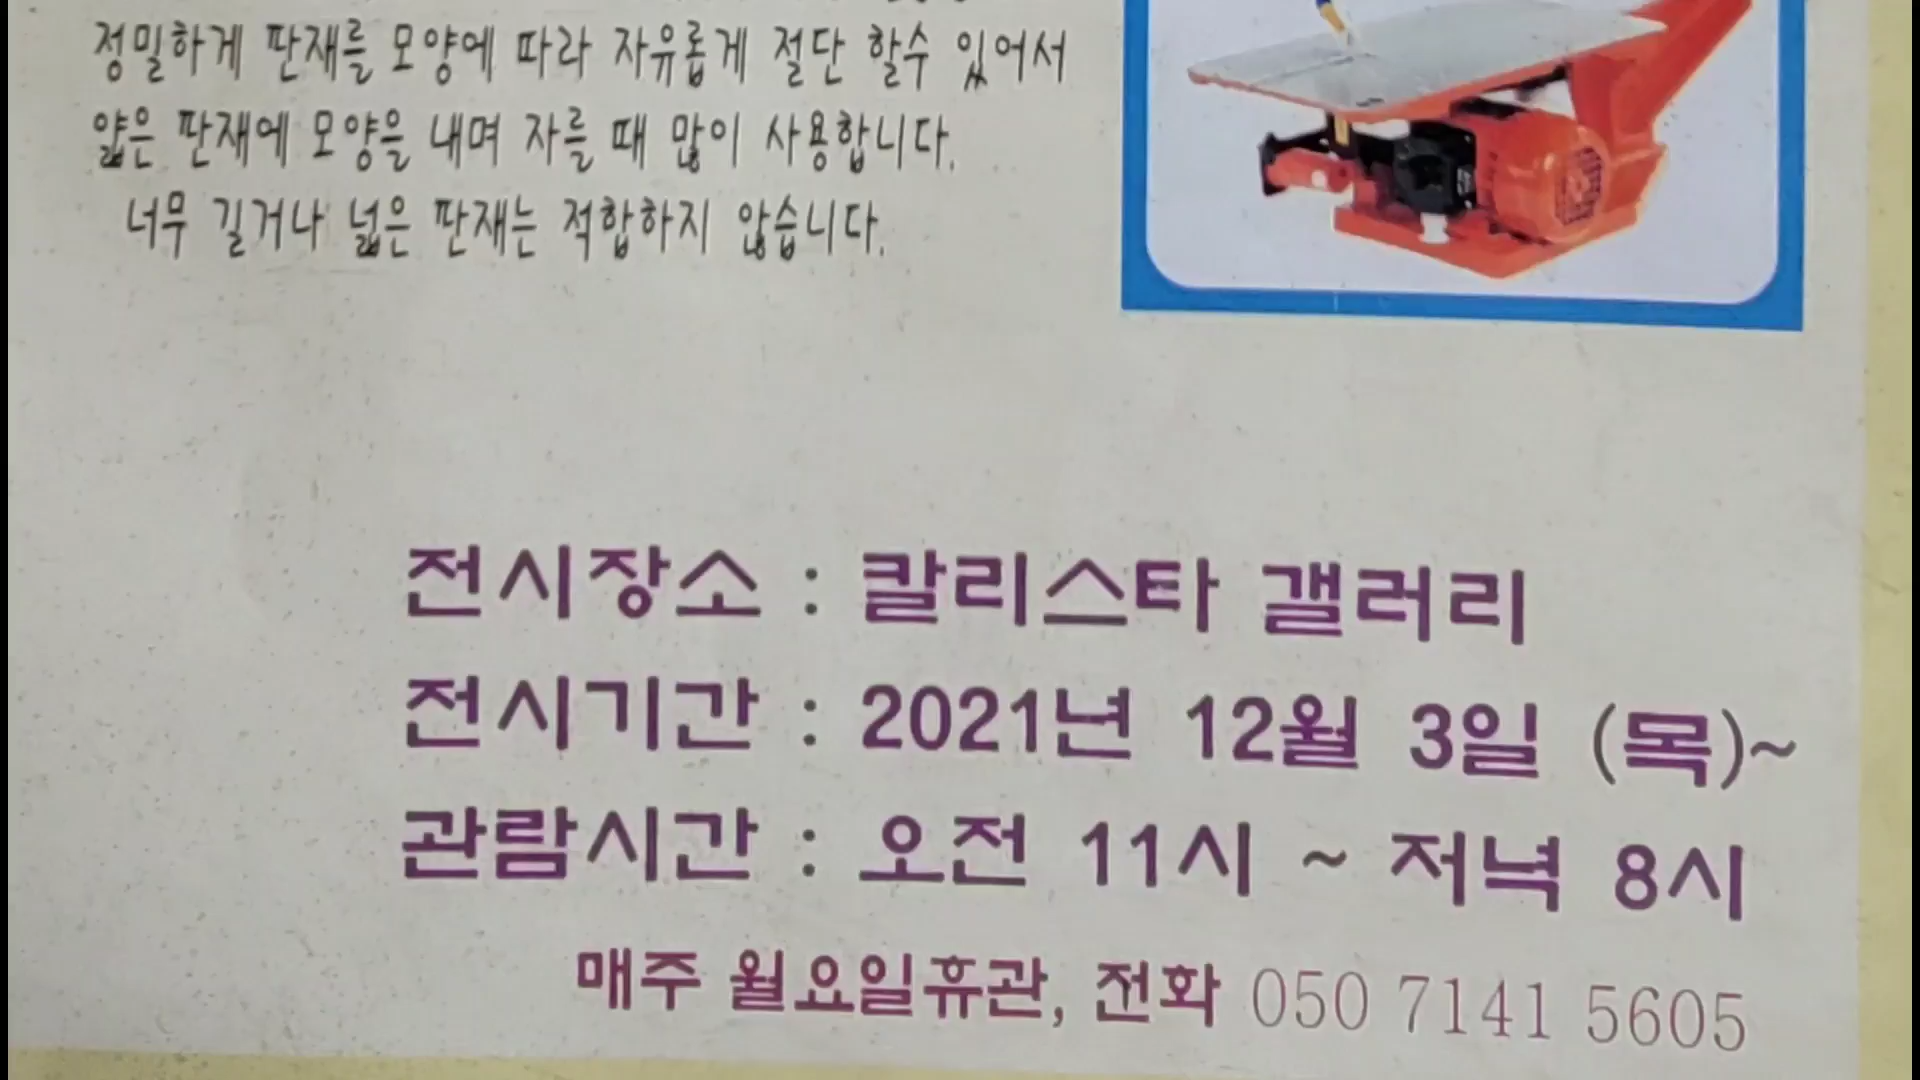 정밀하게 판재를 모양에 따라 자유롭게 절단 할수 있어서
얇은 판재에 모양을 내며 자를 때 많이 사용합니다.
너무 길거나 넓은 판재는 적합하지 않습니다.
전시장소 : 칼리스타 갤러리
전시기간 : 2021년 12월 3일 (목)~
관람시간 : 오전 11시 ~ 저녁 8시
매주 월요일휴관, 전화 050 7141 5605